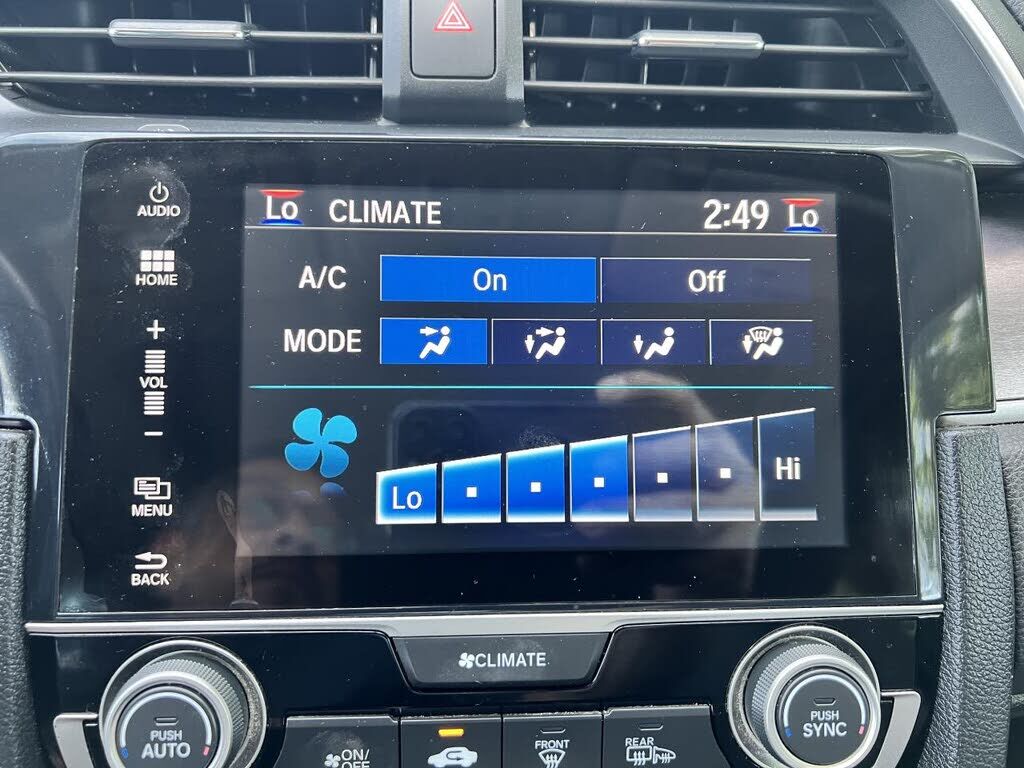 AUDIO
HOME
+
VOL
−
MENU
BACK
Lo CLIMATE 2:49 Lo
A/C On Off
MODE
Lo Hi
CLIMATE
PUSH
AUTO
ON/
OFF
FRONT
REAR
PUSH
SYNC